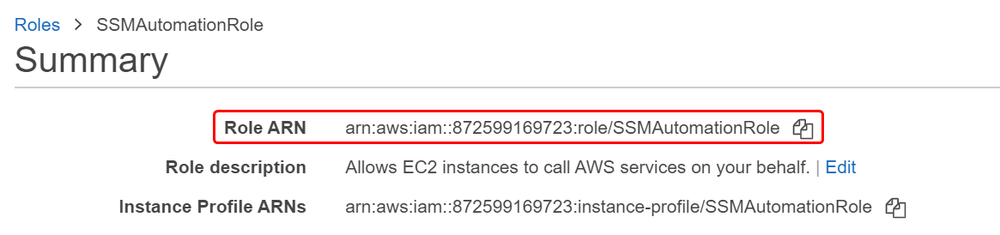 Roles > SSMAutomationRole
Summary
Role ARN arn:aws:iam::872599169723:role/SSMAutomationRole
Role description Allows EC2 instances to call AWS services on your behalf. | Edit
Instance Profile ARNs arn:aws:iam::872599169723:instance-profile/SSMAutomationRole